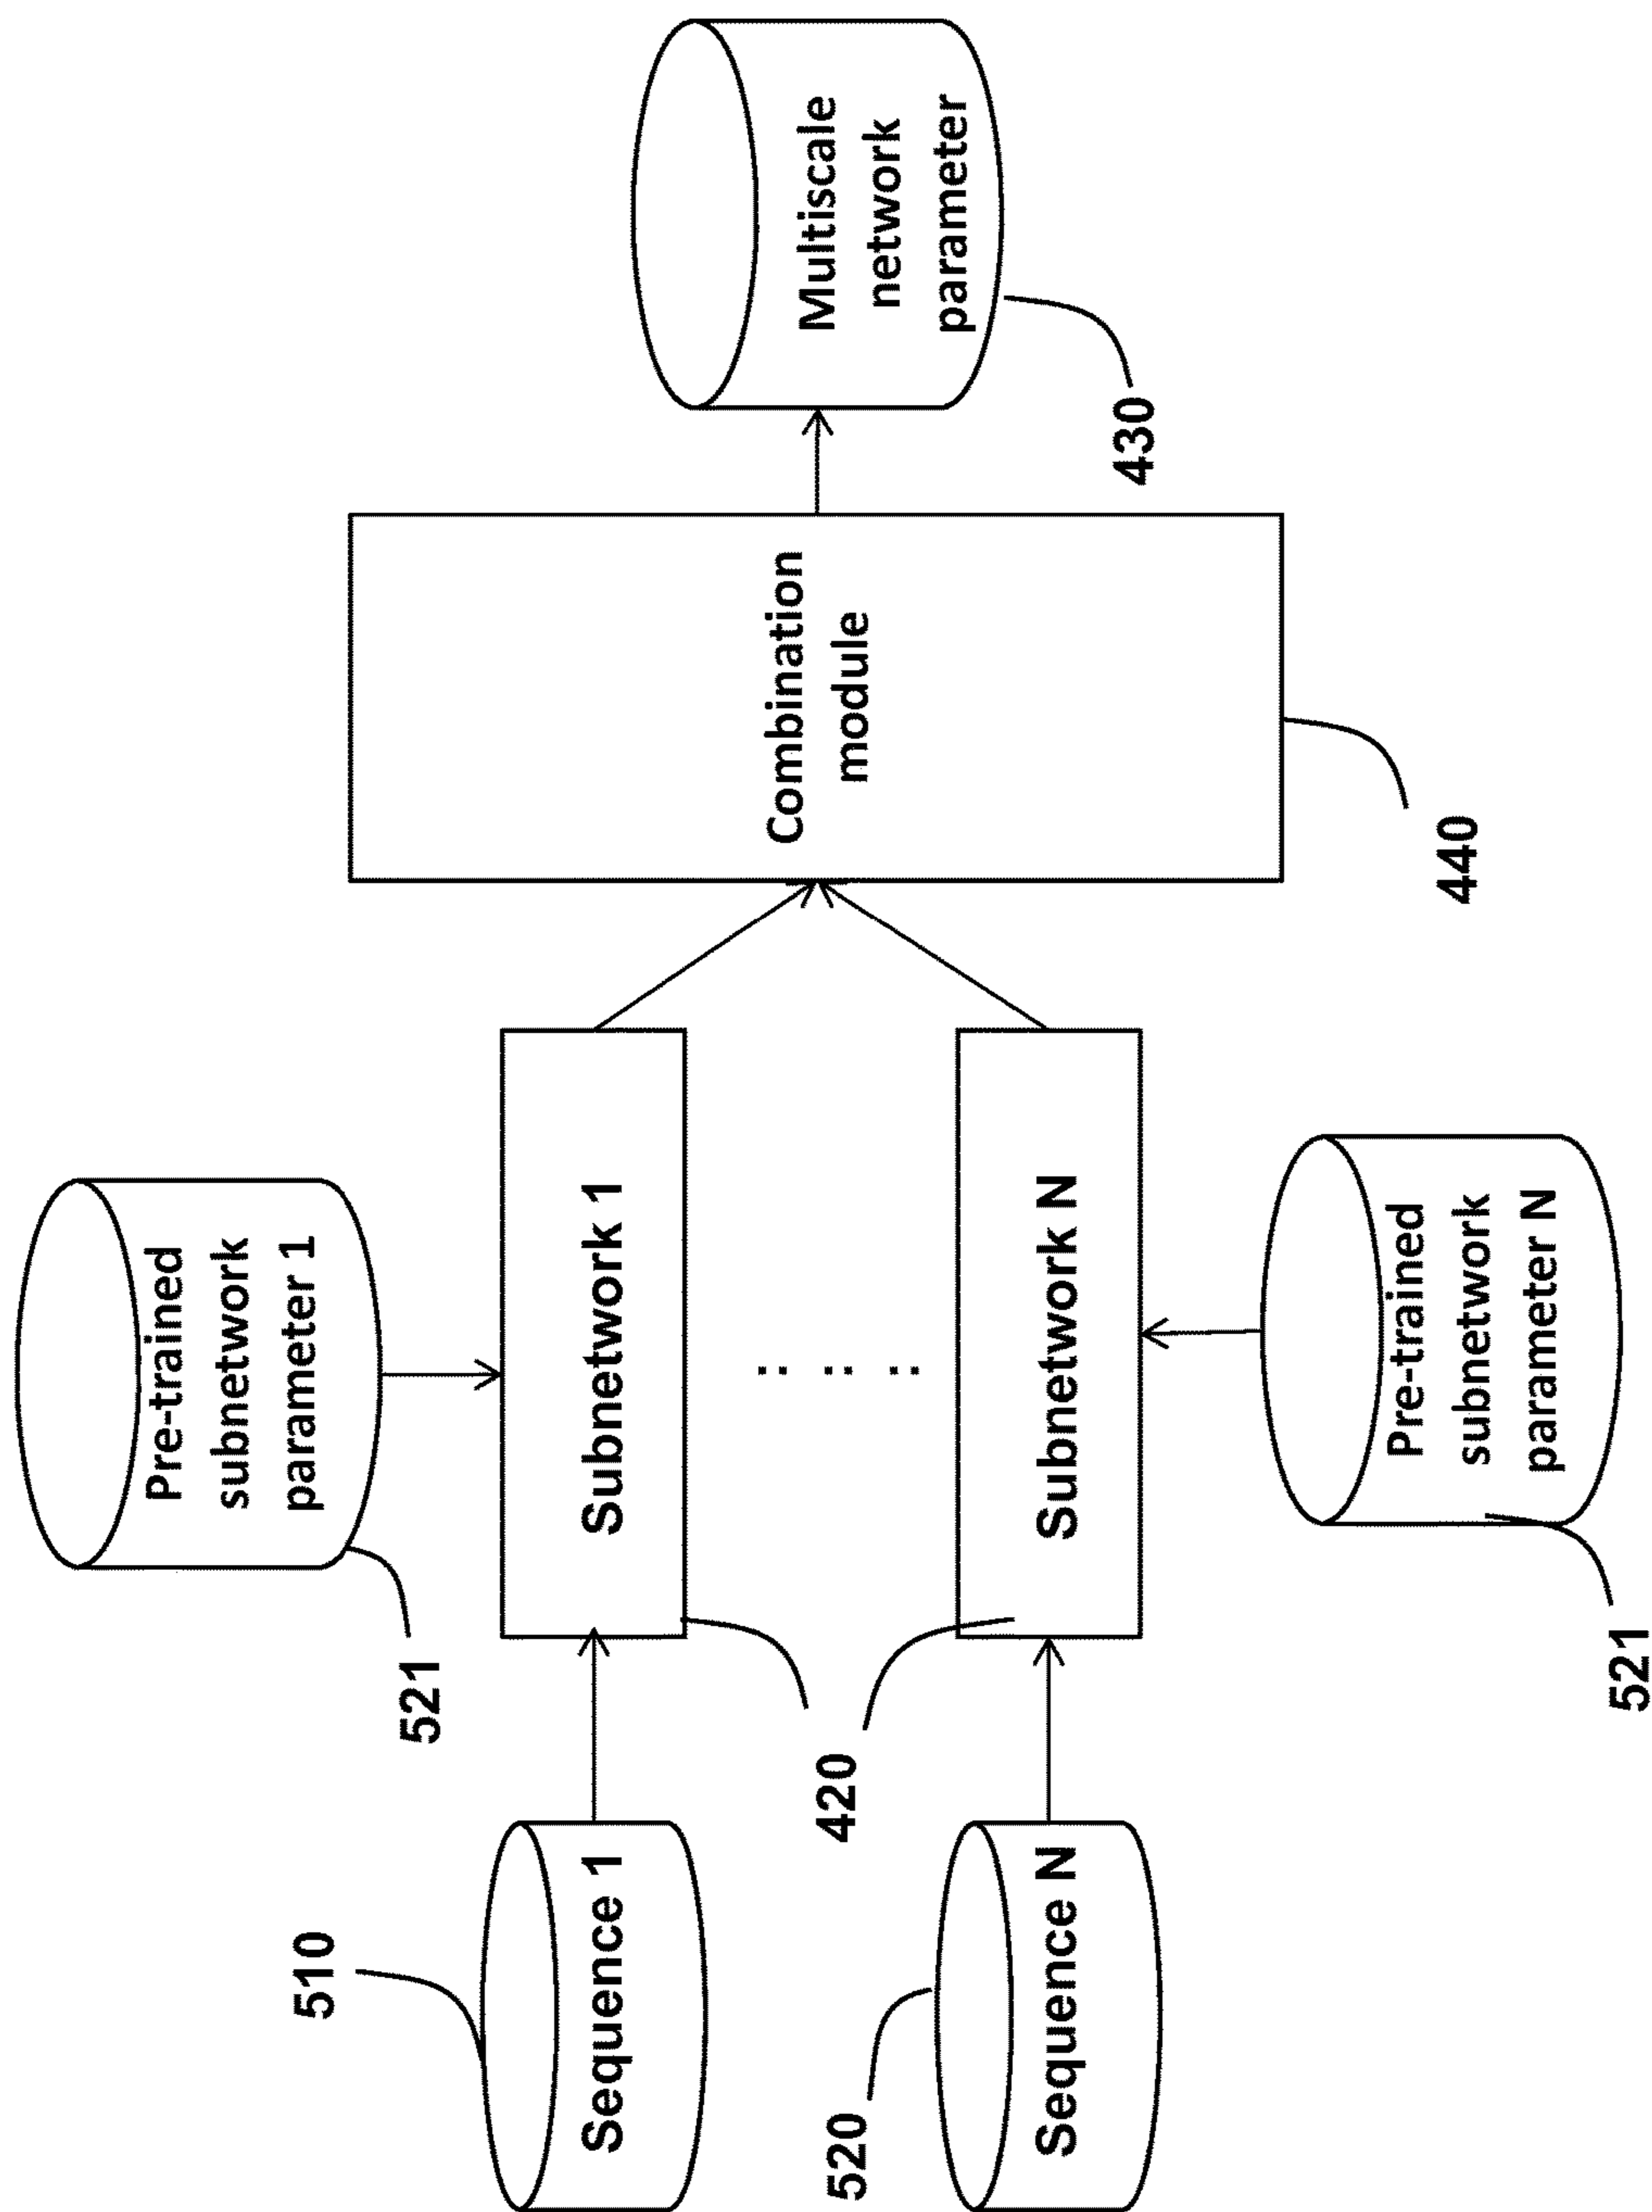 Pre-trained
subnetwork
parameter 1
521
510
Sequence 1
Subnetwork 1
Combination
module
Multiscale
network
parameter
430
420
. . .
. . .
520
Sequence N
Subnetwork N
440
Pre-trained
subnetwork
parameter N
521